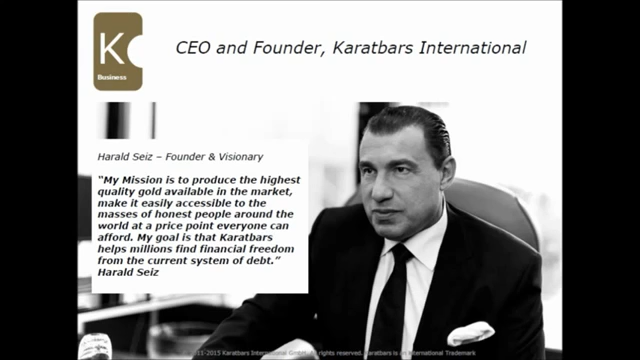 K
Business
CEO and Founder, Karatbars International
Harald Seiz – Founder & Visionary
“My Mission is to produce the highest
quality gold available in the market,
make it easily accessible to the
masses of honest people around the
world at a price point everyone can
afford. My goal is that Karatbars
helps millions find financial freedom
from the current system of debt.”
Harald Seiz
2011-2015 Karatbars International GmbH. All rights reserved. Karatbars is an International Trademark